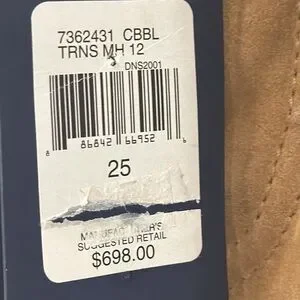 7362431 CBBL
TRNS MH 12
DNS2001
8 86842 66952 6
25
MANUFACTURER'S
SUGGESTED RETAIL
$698.00